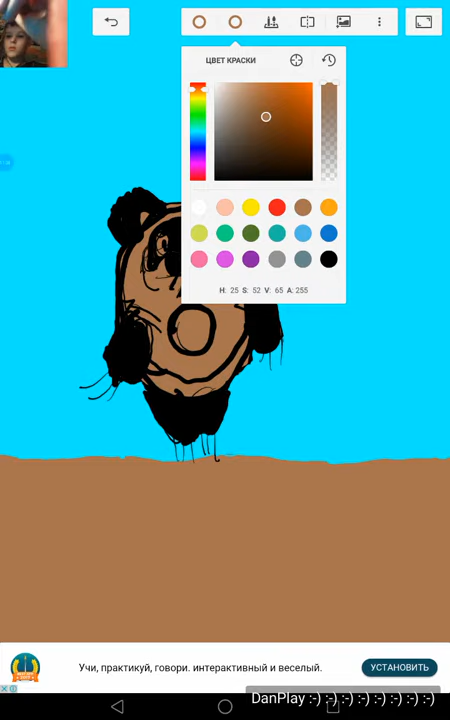 ЦВЕТ КРАСКИ
H: 25 S: 52 V: 65 A: 255
Учи, практикуй, говори. интерактивный и веселый.
УСТАНОВИТЬ
DanPlay :-) :-) :-) :-) :-) :-) :-) :-)